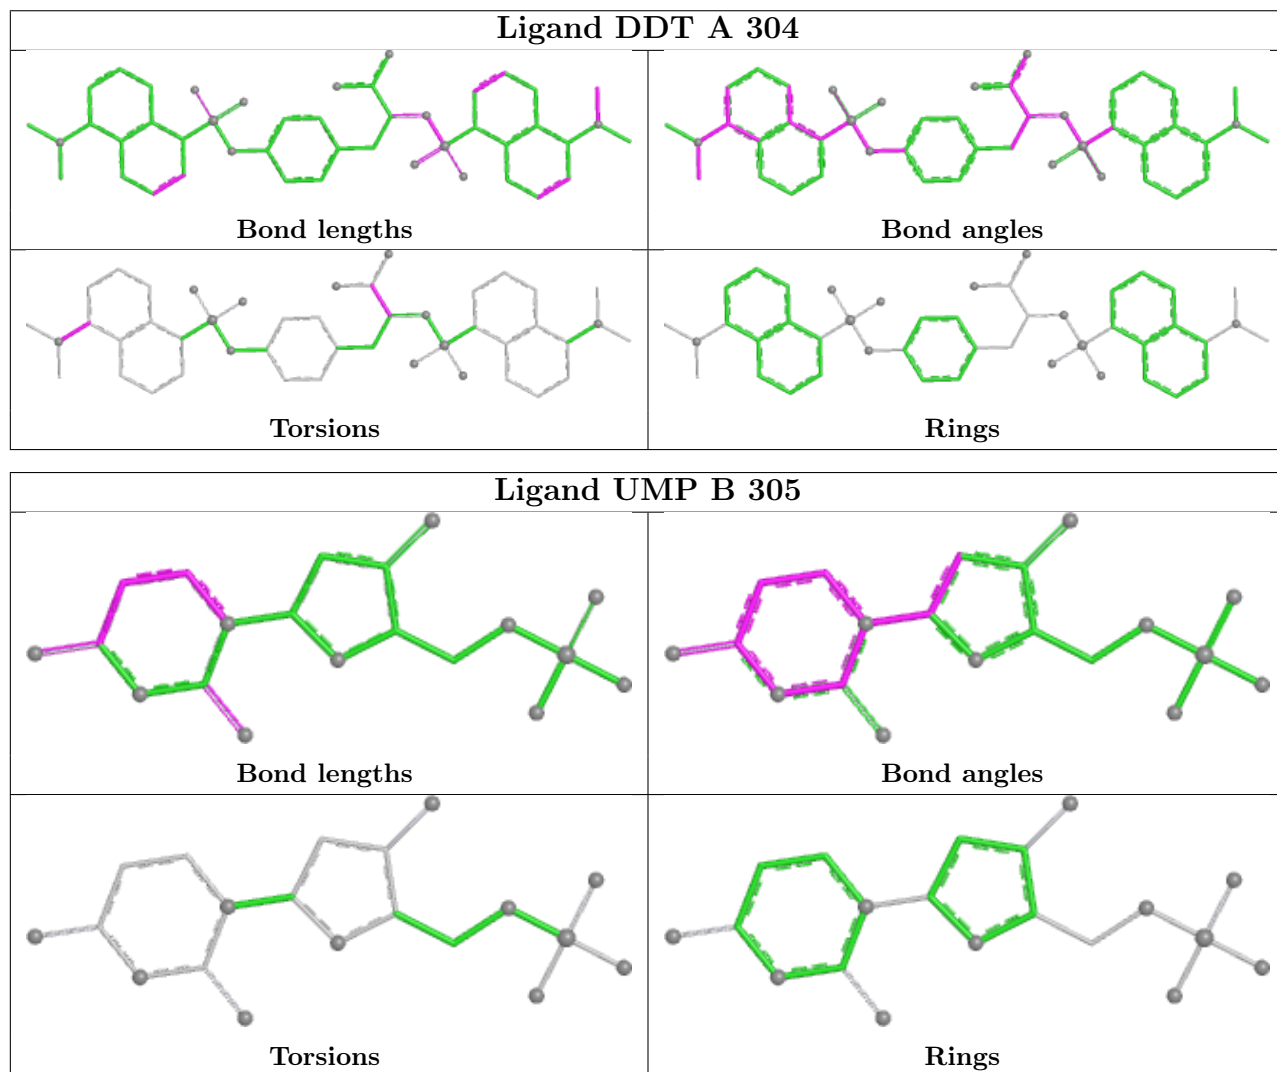 Ligand DDT A 304
Bond lengths
Bond angles
Torsions
Rings
Ligand UMP B 305
Bond lengths
Bond angles
Torsions
Rings